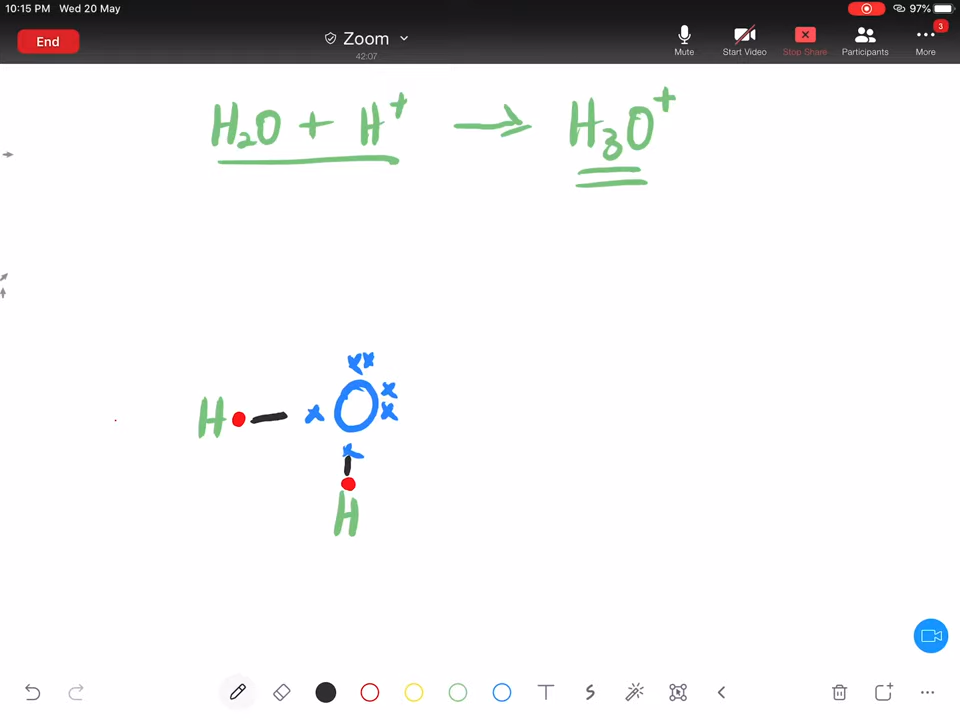 10:15 PM Wed 20 May 97%
End Zoom 42:07 Mute Start Video Stop Share Participants 3 More
H₂O + H⁺ → H₃O⁺
xx
x
H • — x O x
x
•
H
T